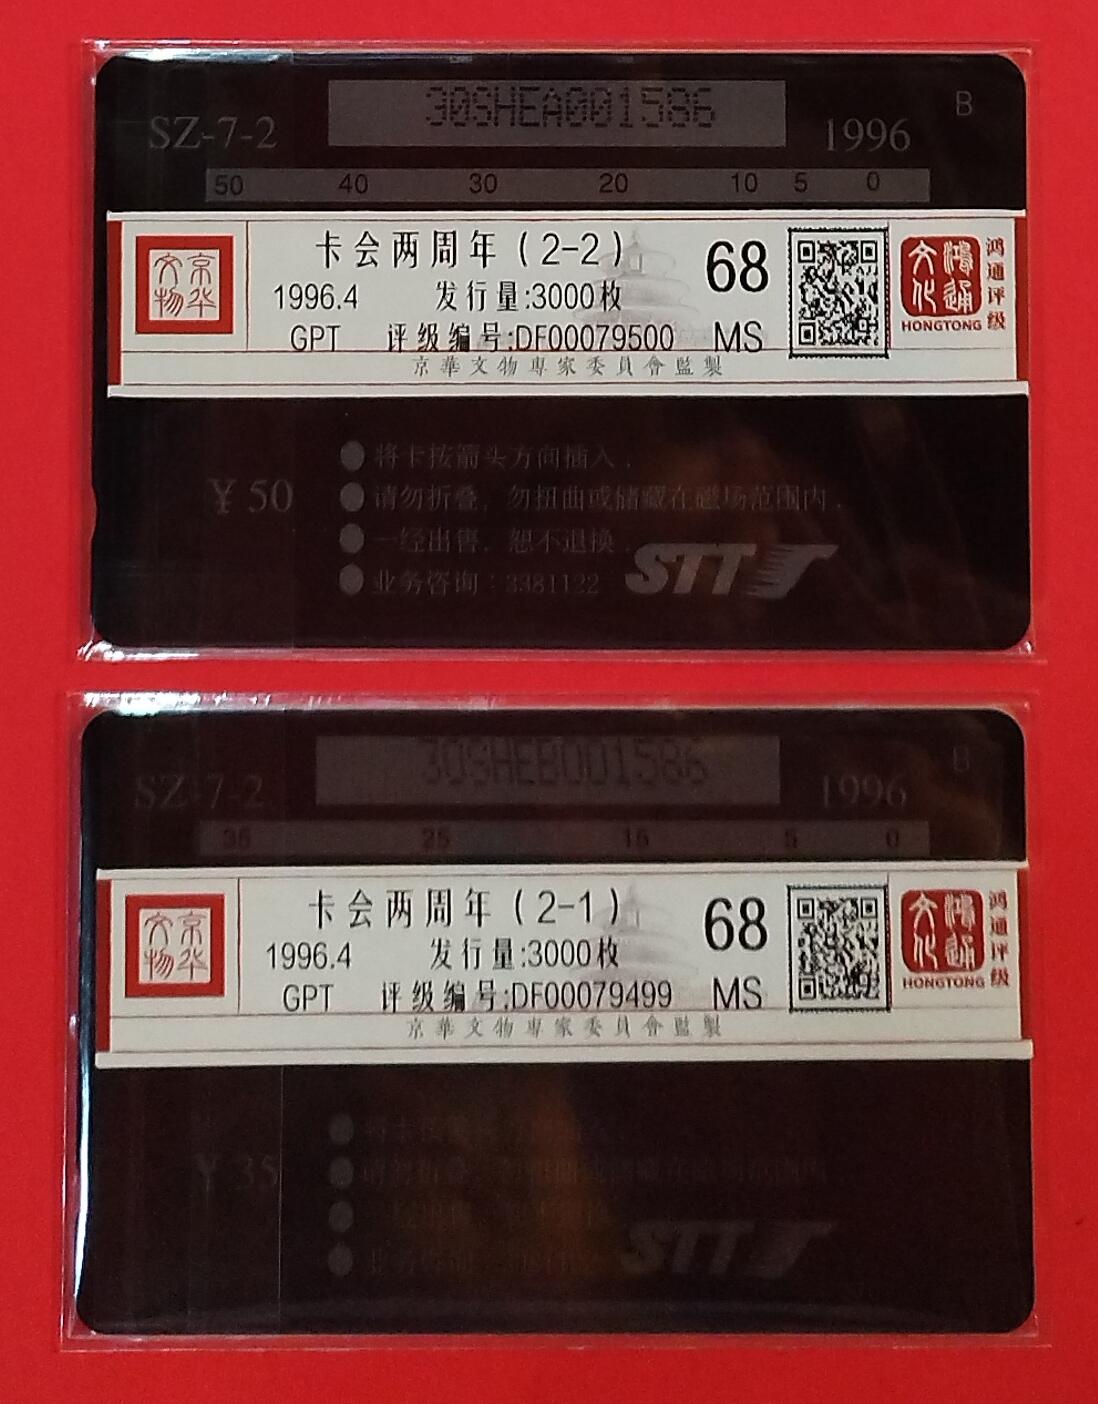 30SHEA001586
SZ-7-2
1996
B
50 40 30 20 10 5 0
京华文物
卡会两周年(2-2)
1996.4 发行量:3000枚
GPT 评级编号:DF00079500
68
MS
京華文物專家委員會監製
鸿通文化
HONGTONG
鸿通评级
¥50
将卡按箭头方向插入.
请勿折叠,勿扭曲或储藏在磁场范围内.
一经出售,恕不退换.
业务咨询:3381122
STT
30SHEB001586
SZ-7-2
1996
B
35 25 15 5 0
京华文物
卡会两周年(2-1)
1996.4 发行量:3000枚
GPT 评级编号:DF00079499
68
MS
京華文物專家委員會監製
鸿通文化
HONGTONG
鸿通评级
¥35
STT